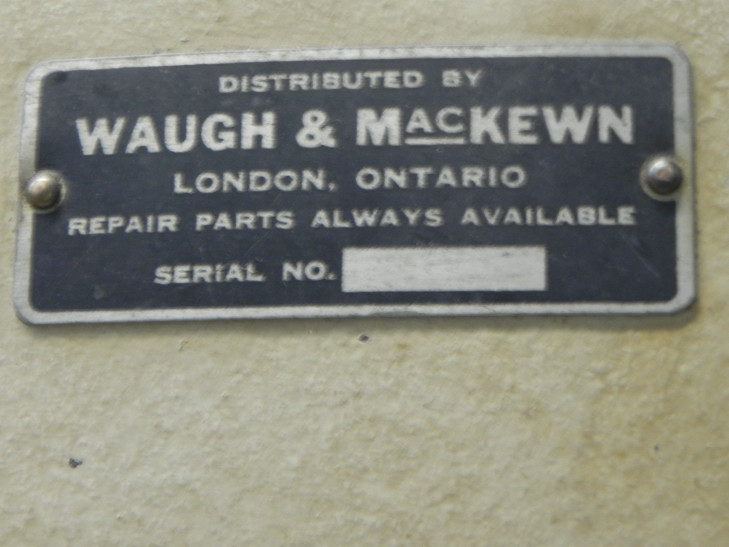 DISTRIBUTED BY
WAUGH & MACKEWN
LONDON, ONTARIO
REPAIR PARTS ALWAYS AVAILABLE
SERIAL NO.